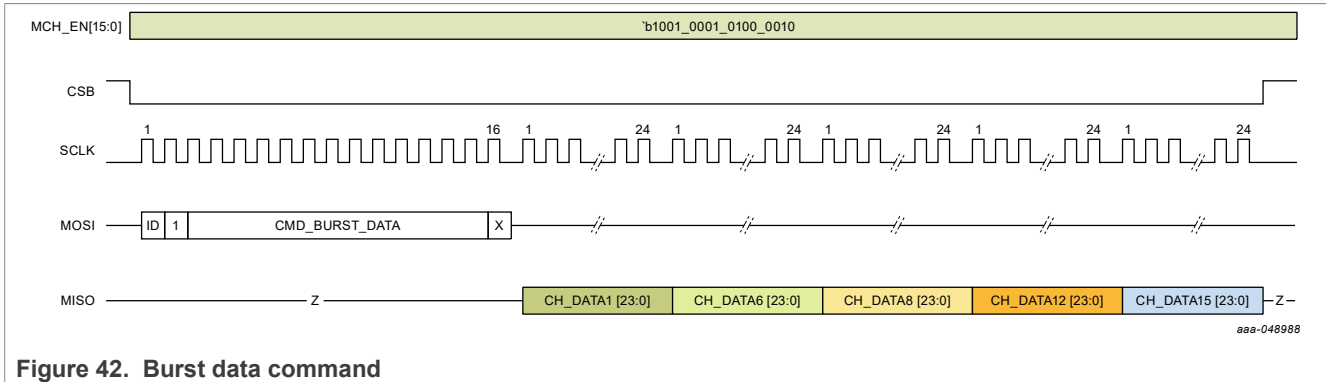 MCH_EN[15:0] `b1001_0001_0100_0010
CSB
1 16 1 24 1 24 1 24 1 24 1 24
SCLK
MOSI ID 1 CMD_BURST_DATA X
MISO Z CH_DATA1 [23:0] CH_DATA6 [23:0] CH_DATA8 [23:0] CH_DATA12 [23:0] CH_DATA15 [23:0] Z
aaa-048988
Figure 42. Burst data command